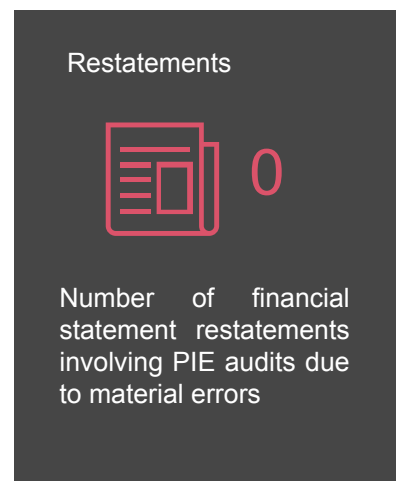 Restatements
0
Number of financial
statement restatements
involving PIE audits due
to material errors